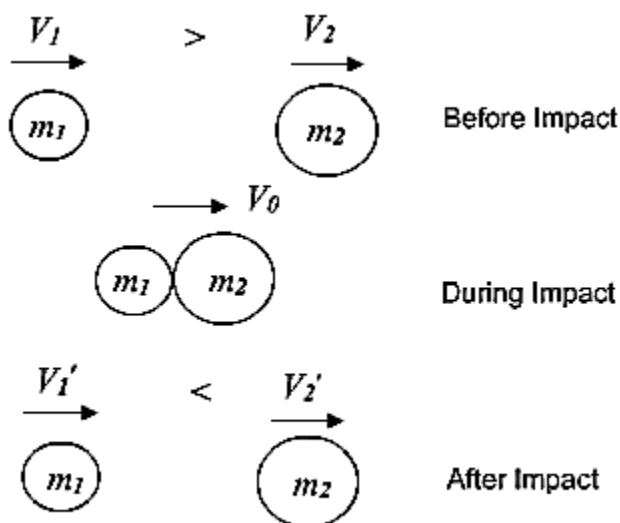 V₁ > V₂
m₁ m₂ Before Impact
V₀
m₁ m₂ During Impact
V₁' < V₂'
m₁ m₂ After Impact